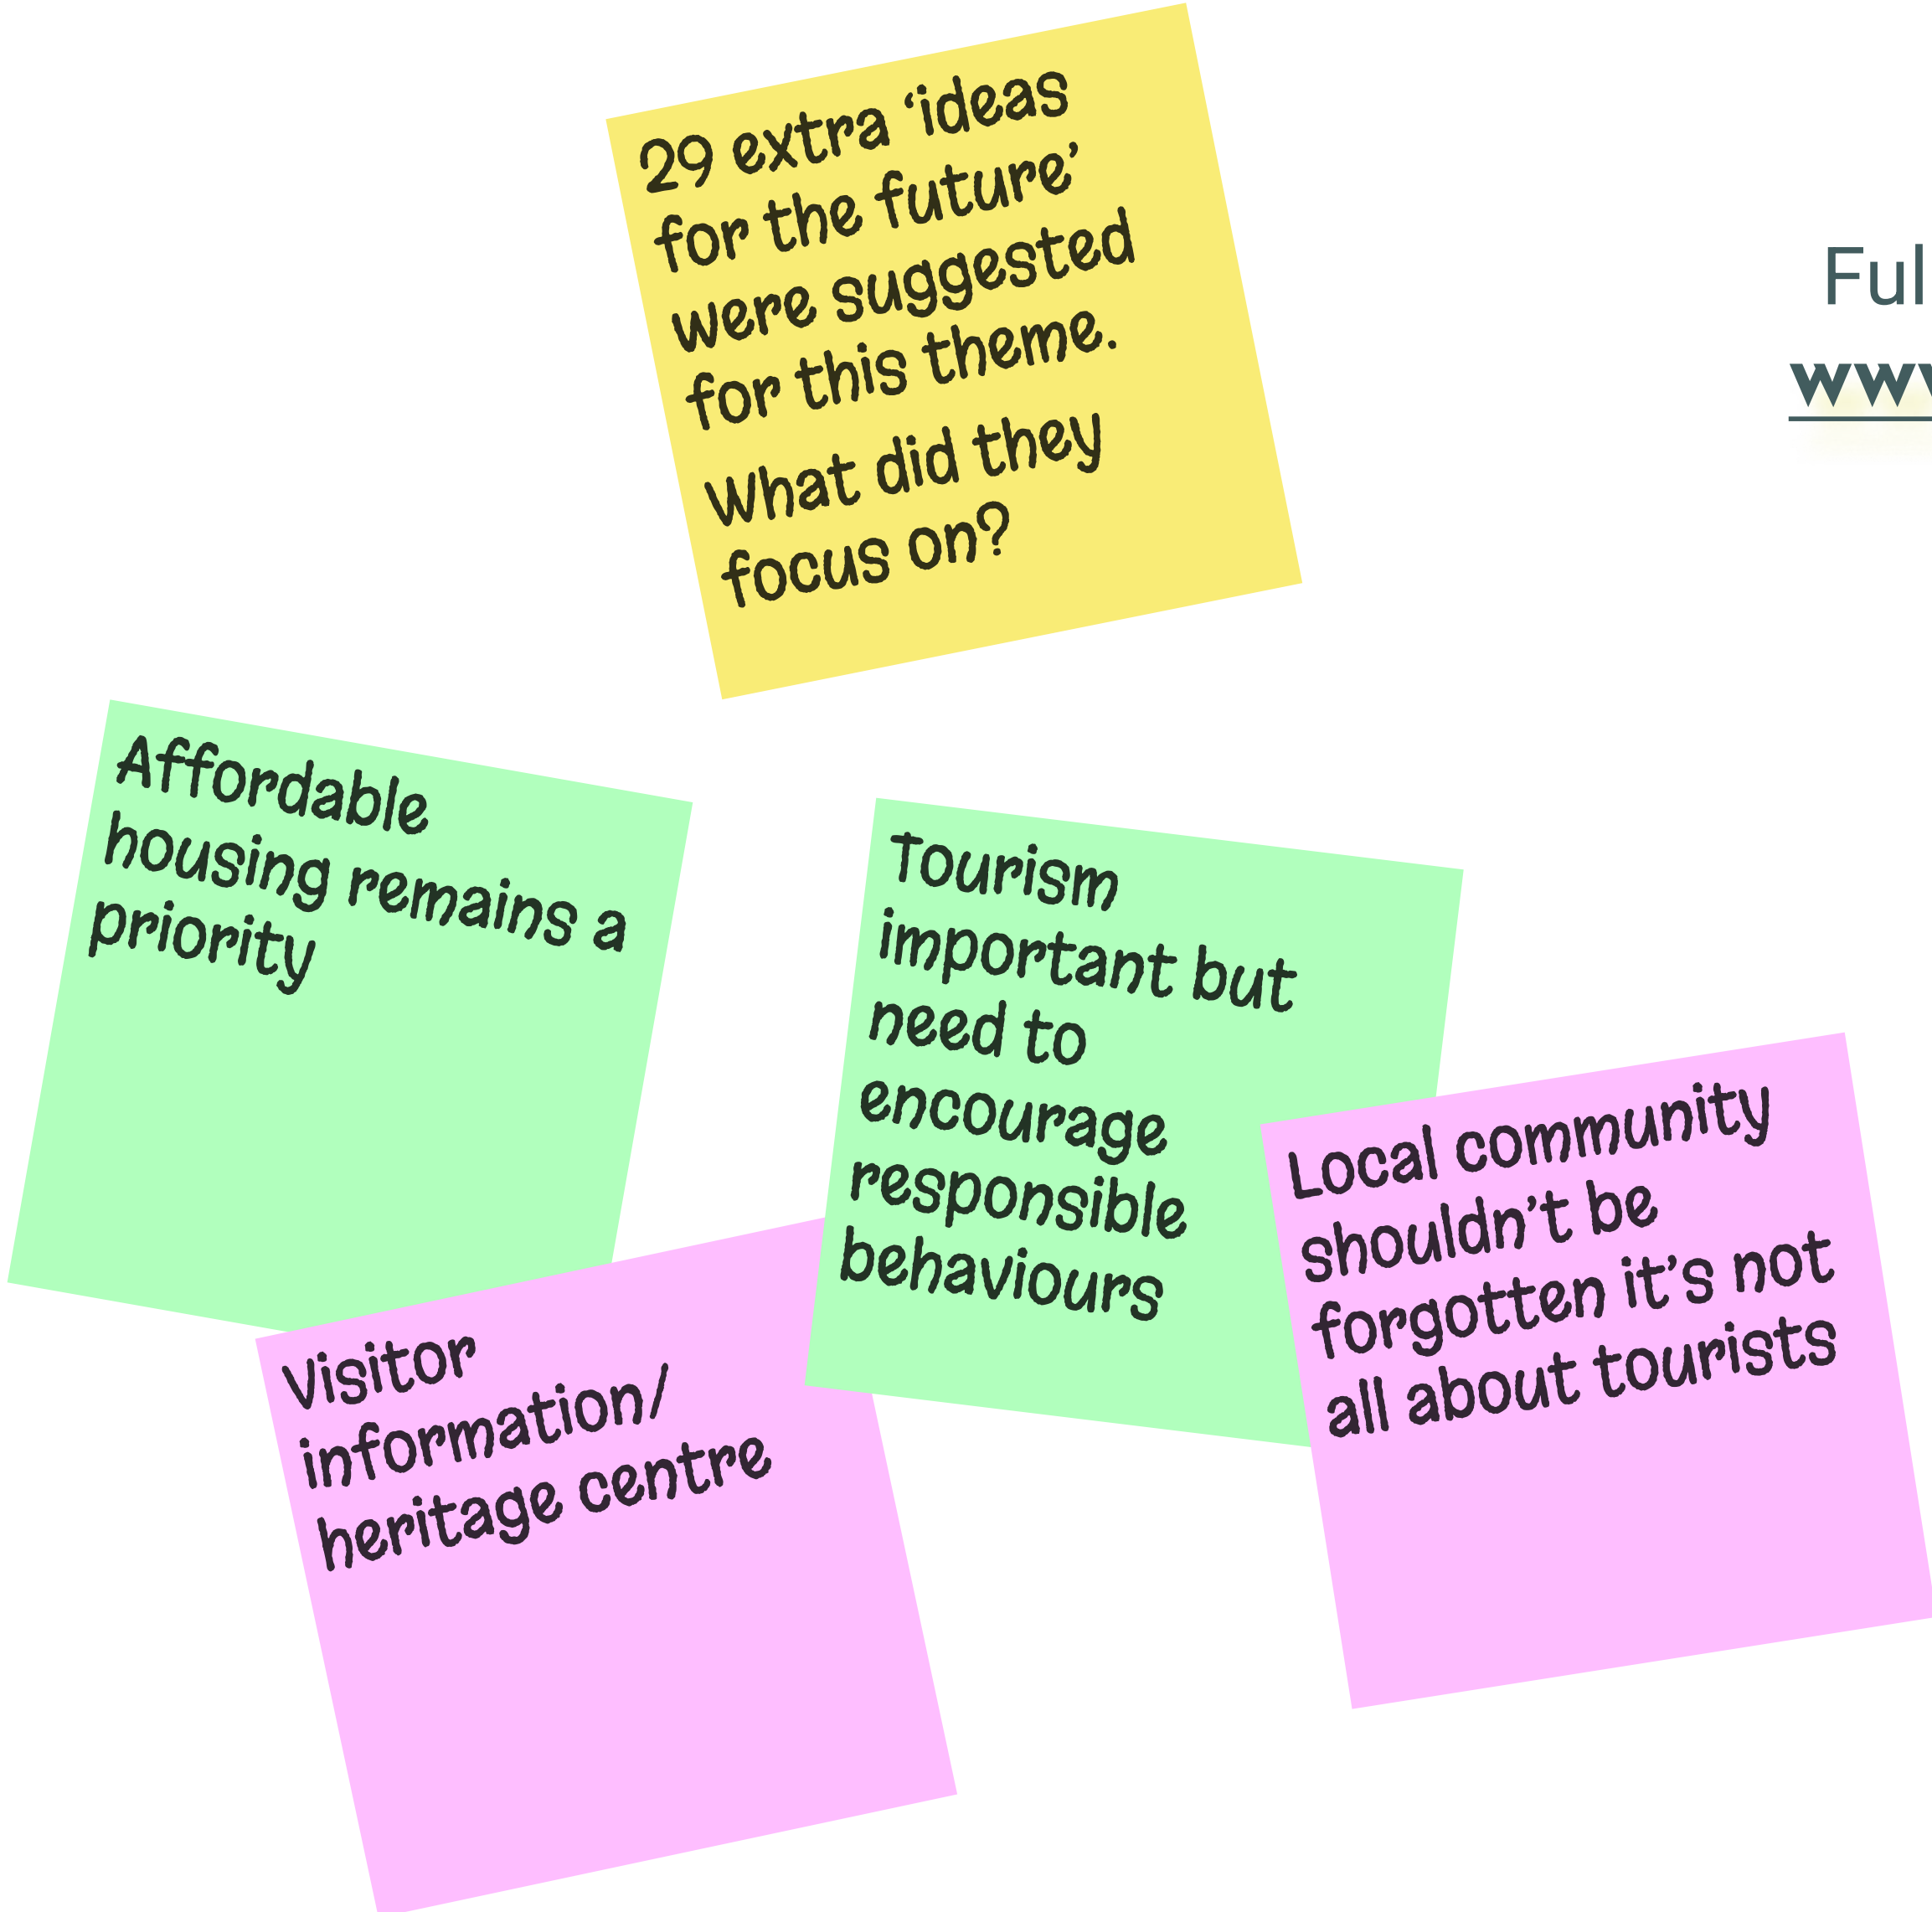 29 extra ‘ideas
for the future’
were suggested
for this theme.
What did they
focus on?
Affordable
housing remains a
priority
Tourism
important but
need to
encourage
responsible
behaviours
Local community
shouldn’t be
forgotten it’s not
all about tourists
Visitor
information/
heritage centre